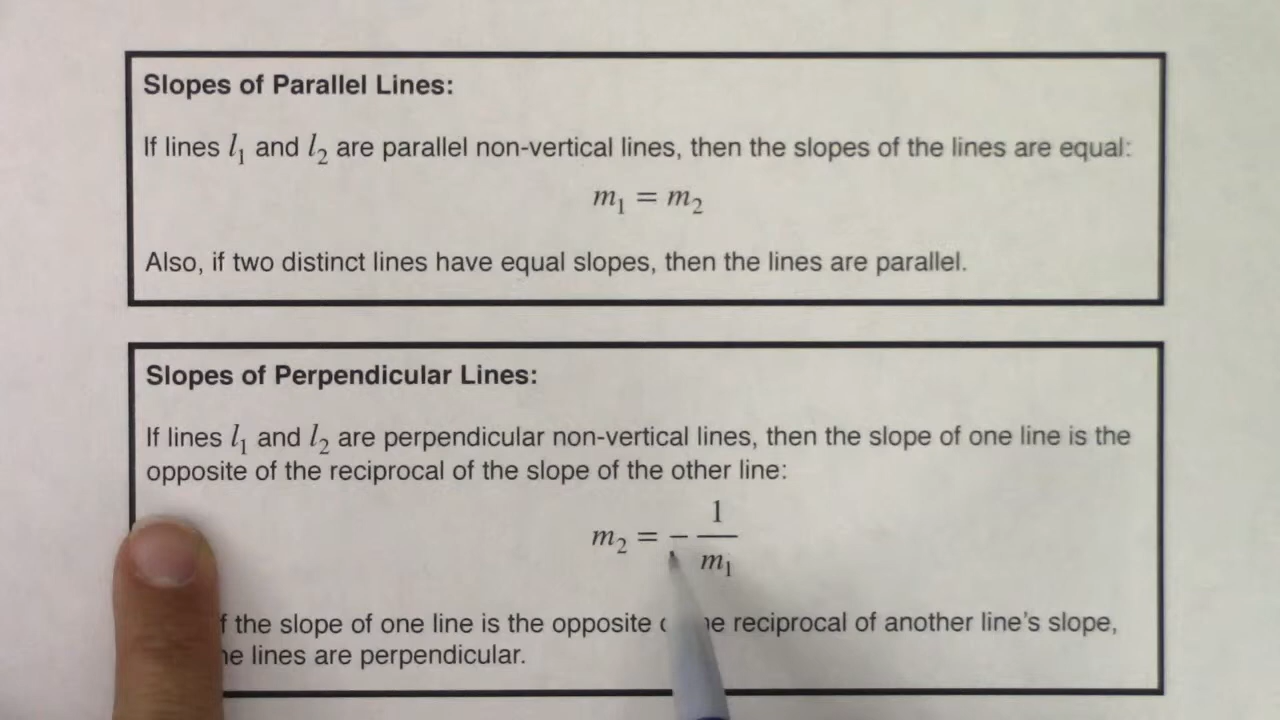 Slopes of Parallel Lines:
If lines l₁ and l₂ are parallel non-vertical lines, then the slopes of the lines are equal:
m₁ = m₂
Also, if two distinct lines have equal slopes, then the lines are parallel.
Slopes of Perpendicular Lines:
If lines l₁ and l₂ are perpendicular non-vertical lines, then the slope of one line is the
opposite of the reciprocal of the slope of the other line:
m₂ = − 1/m₁
the slope of one line is the opposite reciprocal of another line's slope,
lines are perpendicular.